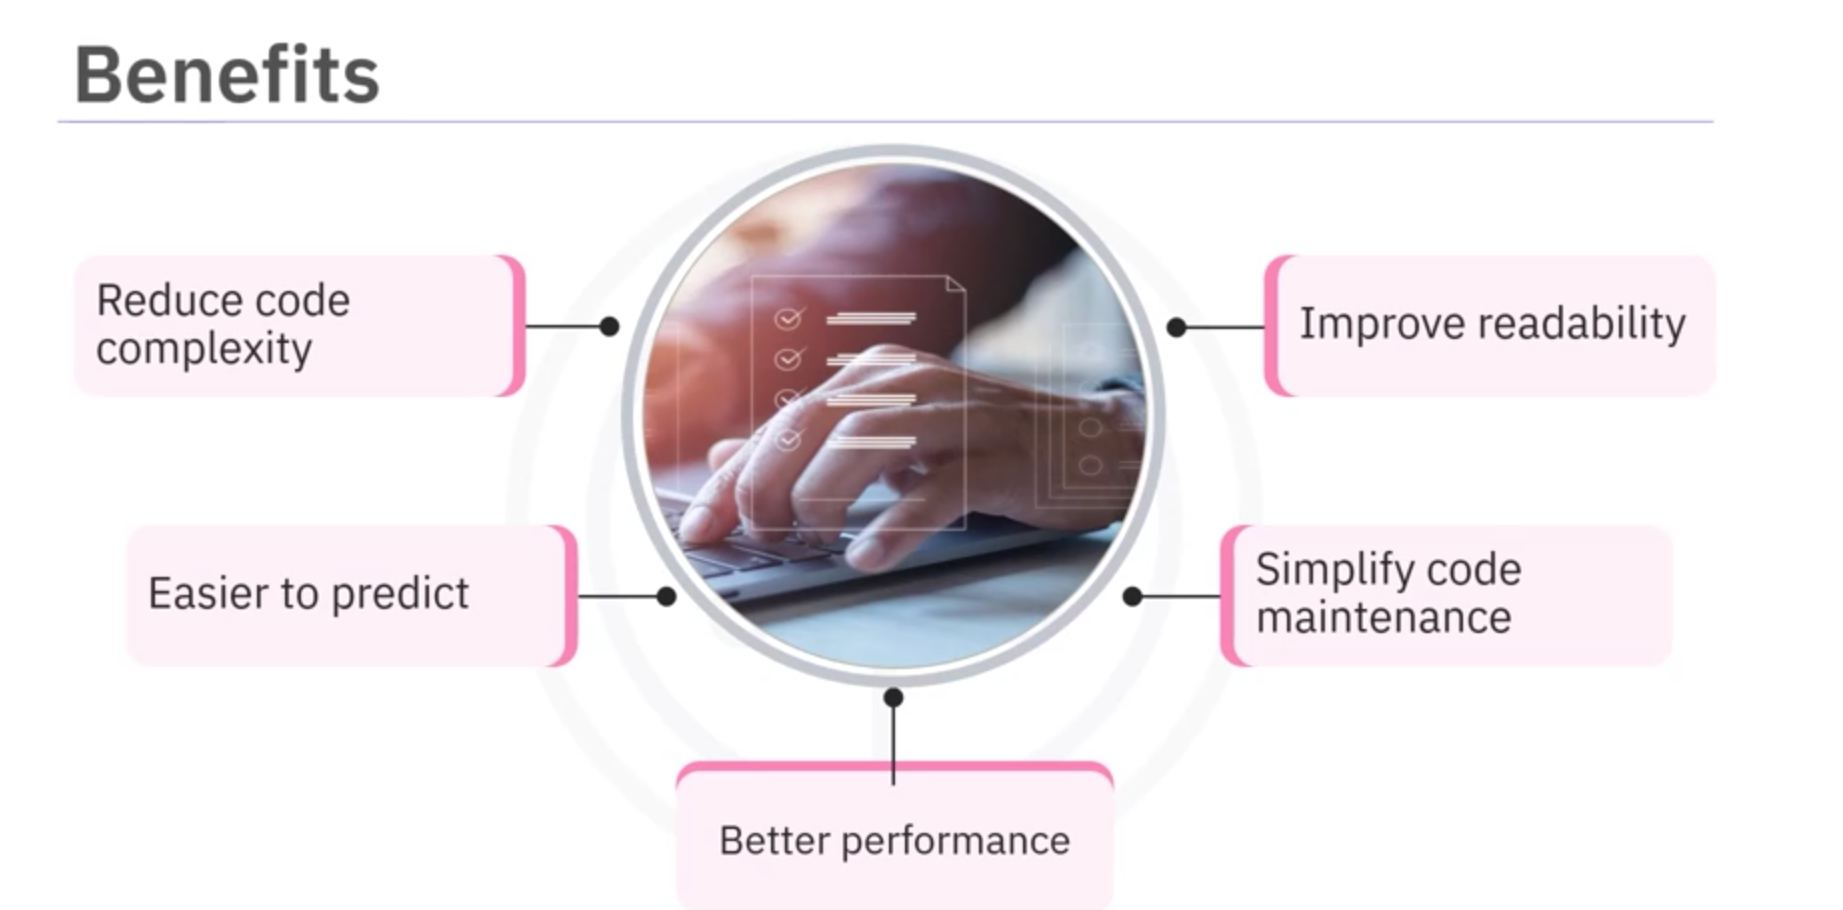 Benefits
Reduce code
complexity
Improve readability
Easier to predict
Simplify code
maintenance
Better performance